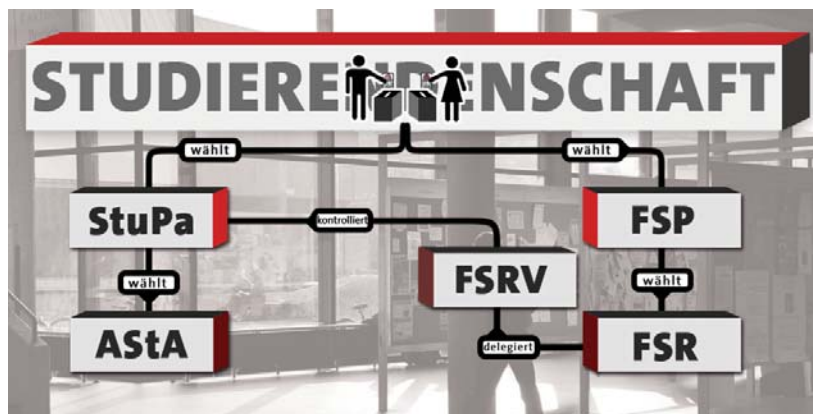 STUDIERENDENSCHAFT
wählt
wählt
StuPa
kontrolliert
FSP
FSRV
wählt
wählt
AStA
delegiert
FSR